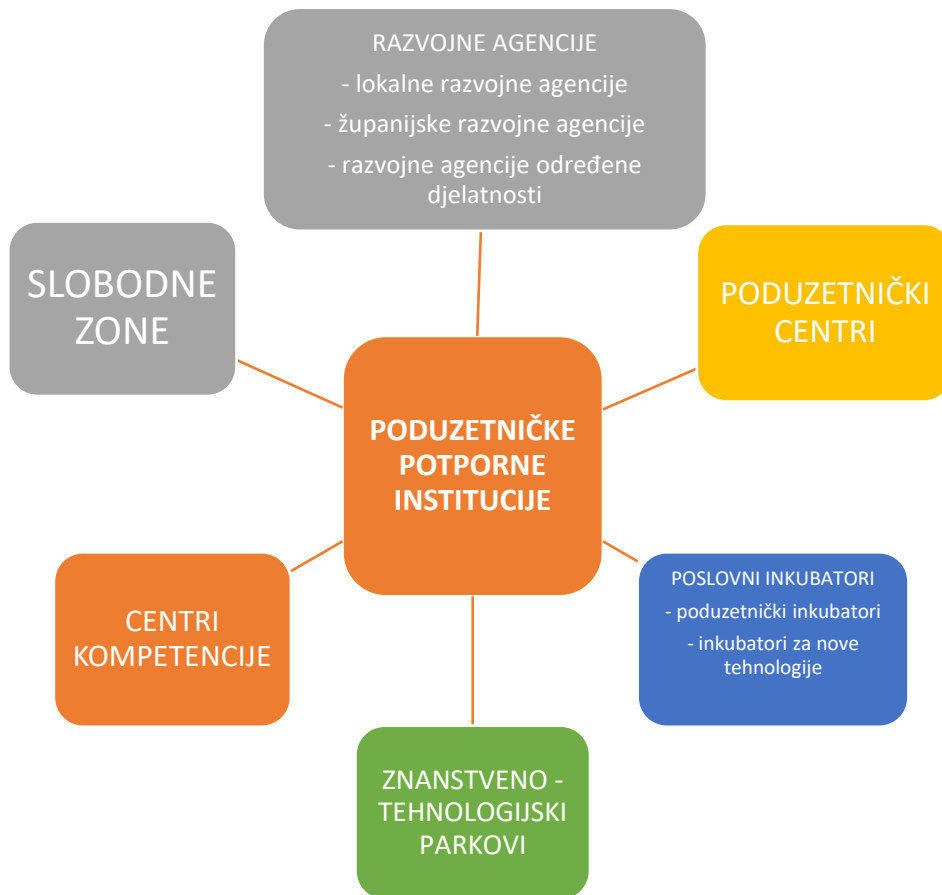 RAZVOJNE AGENCIJE
- lokalne razvojne agencije
- županijske razvojne agencije
- razvojne agencije određene
djelatnosti
SLOBODNE
ZONE
PODUZETNIČKI
CENTRI
PODUZETNIČKE
POTPORNE
INSTITUCIJE
CENTRI
KOMPETENCIJE
POSLOVNI INKUBATORI
- poduzetnički inkubatori
- inkubatori za nove
tehnologije
ZNANSTVENO -
TEHNOLOGIJSKI
PARKOVI